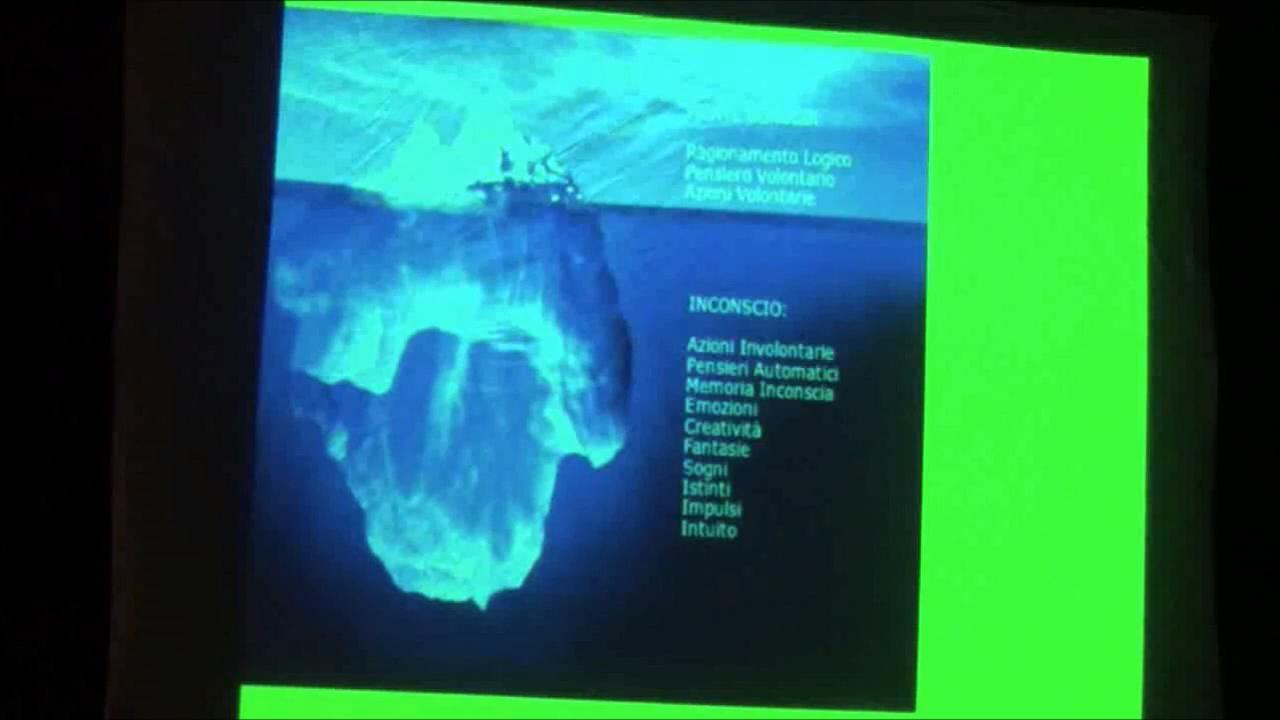 Ragionamento Logico
Pensiero Volontario
Azioni Volontarie
INCONSCIO:
Azioni Involontarie
Pensieri Automatici
Memoria Inconscia
Emozioni
Creatività
Fantasie
Sogni
Istinti
Impulsi
Intuito